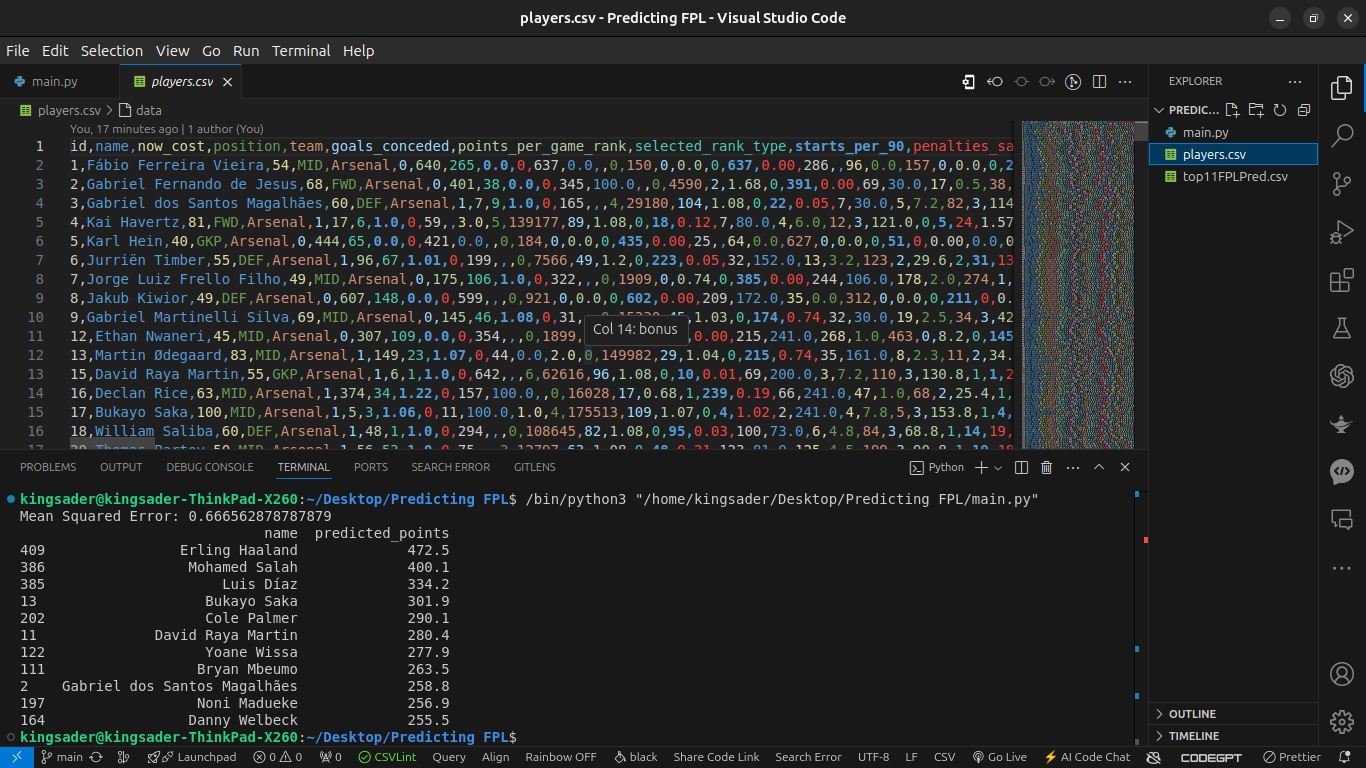 players.csv - Predicting FPL - Visual Studio Code
File Edit Selection View Go Run Terminal Help
main.py players.csv
EXPLORER
players.csv > data
PREDIC...
main.py
players.csv
top11FPLPred.csv
You, 17 minutes ago | 1 author (You)
1 id,name,now_cost,position,team,goals_conceded,points_per_game_rank,selected_rank_type,starts_per_90,penalties_sa
2 1,Fábio Ferreira Vieira,54,MID,Arsenal,0,640,265,0.0,0,637,0.0,,0,150,0,0.0,0,637,0.00,286,,96,0.0,157,0,0.0,0,2
3 2,Gabriel Fernando de Jesus,68,FWD,Arsenal,0,401,38,0.0,0,345,100.0,,0,4590,2,1.68,0,391,0.00,69,30.0,17,0.5,38,
4 3,Gabriel dos Santos Magalhães,60,DEF,Arsenal,1,7,9,1.0,0,165,,,4,29180,104,1.08,0,22,0.05,7,30.0,5,7.2,82,3,114
5 4,Kai Havertz,81,FWD,Arsenal,1,17,6,1.0,0,59,,3.0,5,139177,89,1.08,0,18,0.12,7,80.0,4,6.0,12,3,121.0,0,5,24,1.57
6 5,Karl Hein,40,GKP,Arsenal,0,444,65,0.0,0,421,0.0,,0,184,0,0.0,0,435,0.00,25,,64,0.0,627,0,0.0,0,51,0,0.00,0.0,0
7 6,Jurriën Timber,55,DEF,Arsenal,1,96,67,1.01,0,199,,,0,7566,49,1.2,0,223,0.05,32,152.0,13,3.2,123,2,29.6,2,31,13
8 7,Jorge Luiz Frello Filho,49,MID,Arsenal,0,175,106,1.0,0,322,,,0,1909,0,0.74,0,385,0.00,244,106.0,178,2.0,274,1,
9 8,Jakub Kiwior,49,DEF,Arsenal,0,607,148,0.0,0,599,,,0,921,0,0.0,0,602,0.00,209,172.0,35,0.0,312,0,0.0,0,211,0,0.
10 9,Gabriel Martinelli Silva,69,MID,Arsenal,0,145,46,1.08,0,31, 1.03,0,174,0.74,32,30.0,19,2.5,34,3,42
11 12,Ethan Nwaneri,45,MID,Arsenal,0,307,109,0.0,0,354,,,0,1899, 0.00,215,241.0,268,1.0,463,0,8.2,0,145
Col 14: bonus
12 13,Martin Ødegaard,83,MID,Arsenal,1,149,23,1.07,0,44,0.0,2.0,0,149982,29,1.04,0,215,0.74,35,161.0,8,2.3,11,2,34.
13 15,David Raya Martin,55,GKP,Arsenal,1,6,1,1.0,0,642,,,6,62616,96,1.08,0,10,0.01,69,200.0,3,7.2,110,3,130.8,1,1,2
14 16,Declan Rice,63,MID,Arsenal,1,374,34,1.22,0,157,100.0,,0,16028,17,0.68,1,239,0.19,66,241.0,47,1.0,68,2,25.4,1,
15 17,Bukayo Saka,100,MID,Arsenal,1,5,3,1.06,0,11,100.0,1.0,4,175513,109,1.07,0,4,1.02,2,241.0,4,7.8,5,3,153.8,1,4,
16 18,William Saliba,60,DEF,Arsenal,1,48,1,1.0,0,294,,,0,108645,82,1.08,0,95,0.03,100,73.0,6,4.8,84,3,68.8,1,14,19,
PROBLEMS OUTPUT DEBUG CONSOLE TERMINAL PORTS SEARCH ERROR GITLENS
Python
kingsader@kingsader-ThinkPad-X260:~/Desktop/Predicting FPL$ /bin/python3 "/home/kingsader/Desktop/Predicting FPL/main.py"
Mean Squared Error: 0.666562878787879
name predicted_points
409 Erling Haaland 472.5
386 Mohamed Salah 400.1
385 Luis Díaz 334.2
13 Bukayo Saka 301.9
202 Cole Palmer 290.1
11 David Raya Martin 280.4
122 Yoane Wissa 277.9
111 Bryan Mbeumo 263.5
2 Gabriel dos Santos Magalhães 258.8
197 Noni Madueke 256.9
164 Danny Welbeck 255.5
kingsader@kingsader-ThinkPad-X260:~/Desktop/Predicting FPL$
OUTLINE
TIMELINE
main Launchpad 0 0 0 CSVLint Query Align Rainbow OFF black Share Code Link Search Error UTF-8 LF CSV Go Live AI Code Chat CODEGPT Prettier